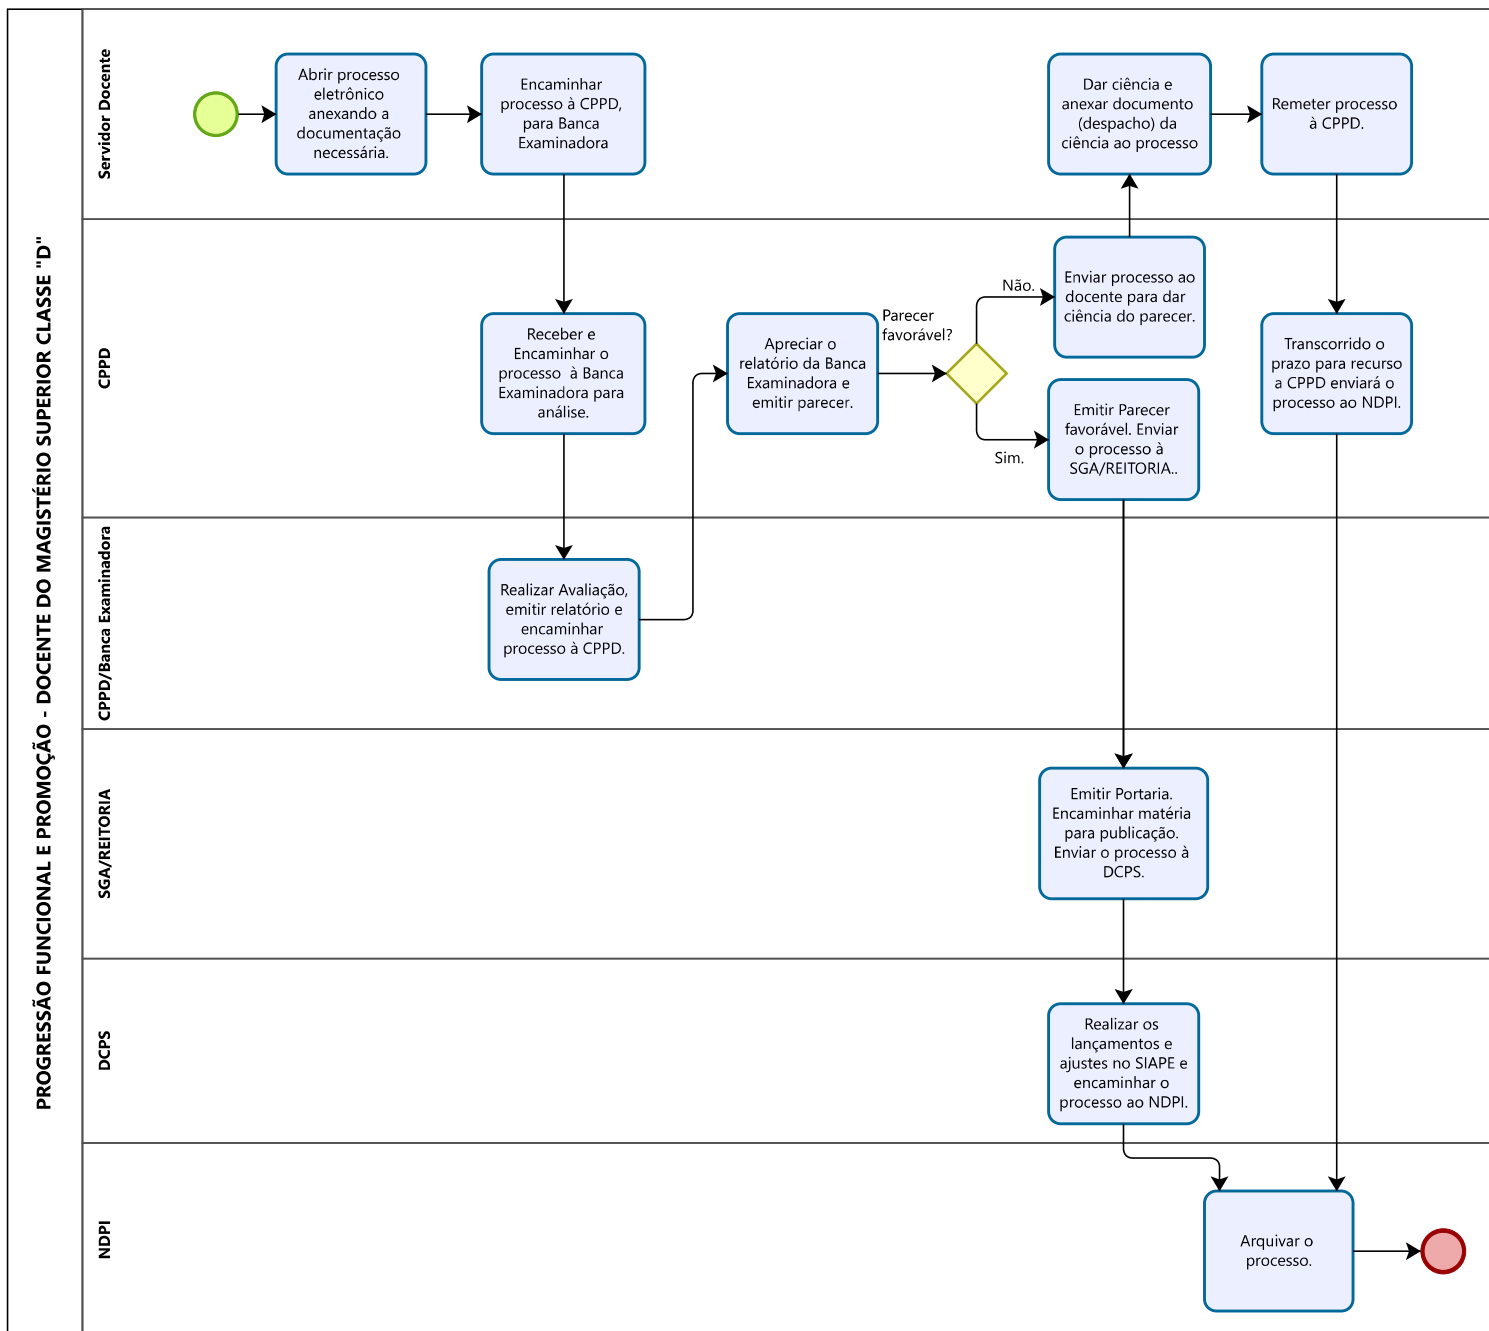 PROGRESSÃO FUNCIONAL E PROMOÇÃO - DOCENTE DO MAGISTÉRIO SUPERIOR CLASSE "D"
Servidor Docente
Abrir processo
eletrônico
anexando a
documentação
necessária.
Encaminhar
processo à CPPD,
para Banca
Examinadora
Dar ciência e
anexar documento
(despacho) da
ciência ao processo
Remeter processo
à CPPD.
CPPD
Receber e
Encaminhar o
processo à Banca
Examinadora para
análise.
Apreciar o
relatório da Banca
Examinadora e
emitir parecer.
Parecer
favorável?
Não.
Enviar processo ao
docente para dar
ciência do parecer.
Sim.
Emitir Parecer
favorável. Enviar
o processo à
SGA/REITORIA..
Transcorrido o
prazo para recurso
a CPPD enviará o
processo ao NDPI.
CPPD/Banca Examinadora
Realizar Avaliação,
emitir relatório e
encaminhar
processo à CPPD.
SGA/REITORIA
Emitir Portaria.
Encaminhar matéria
para publicação.
Enviar o processo à
DCPS.
DCPS
Realizar os
lançamentos e
ajustes no SIAPE e
encaminhar o
processo ao NDPI.
NDPI
Arquivar o
processo.